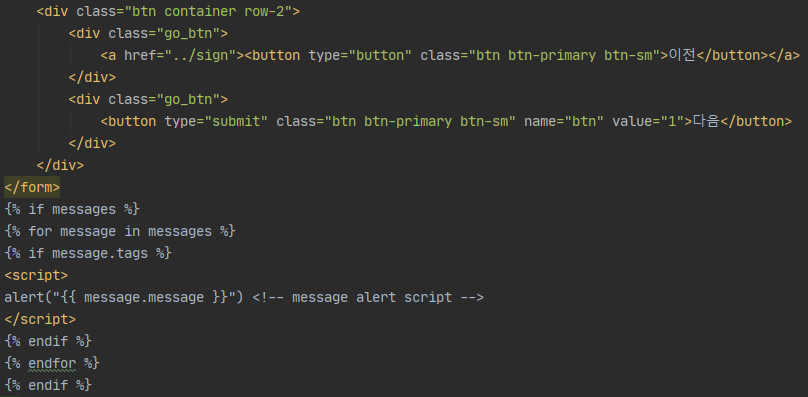 <div class="btn container row-2">
<div class="go_btn">
<a href="../sign"><button type="button" class="btn btn-primary btn-sm">이전</button></a>
</div>
<div class="go_btn">
<button type="submit" class="btn btn-primary btn-sm" name="btn" value="1">다음</button>
</div>
</div>
</form>
{% if messages %}
{% for message in messages %}
{% if message.tags %}
<script>
alert("{{ message.message }}") <!-- message alert script -->
</script>
{% endif %}
{% endfor %}
{% endif %}